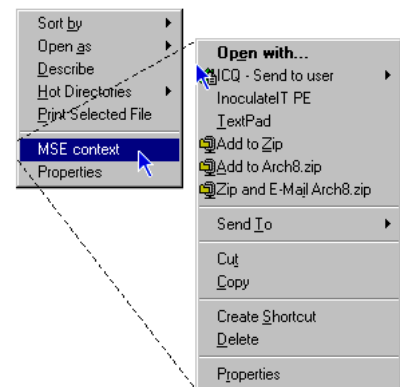 Sort by
Open as
Describe
Hot Directories
Print Selected File
MSE context
Properties
Open with...
ICQ - Send to user
InoculateIT PE
TextPad
Add to Zip
Add to Arch8.zip
Zip and E-Mail Arch8.zip
Send To
Cut
Copy
Create Shortcut
Delete
Properties